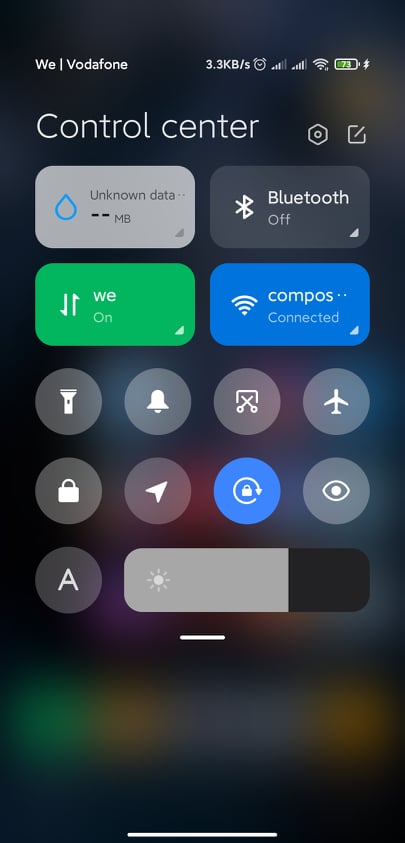 We | Vodafone
3.3KB/s 73
Control center
Unknown data ··
-- MB
Bluetooth
Off
we
On
compos ··
Connected
A